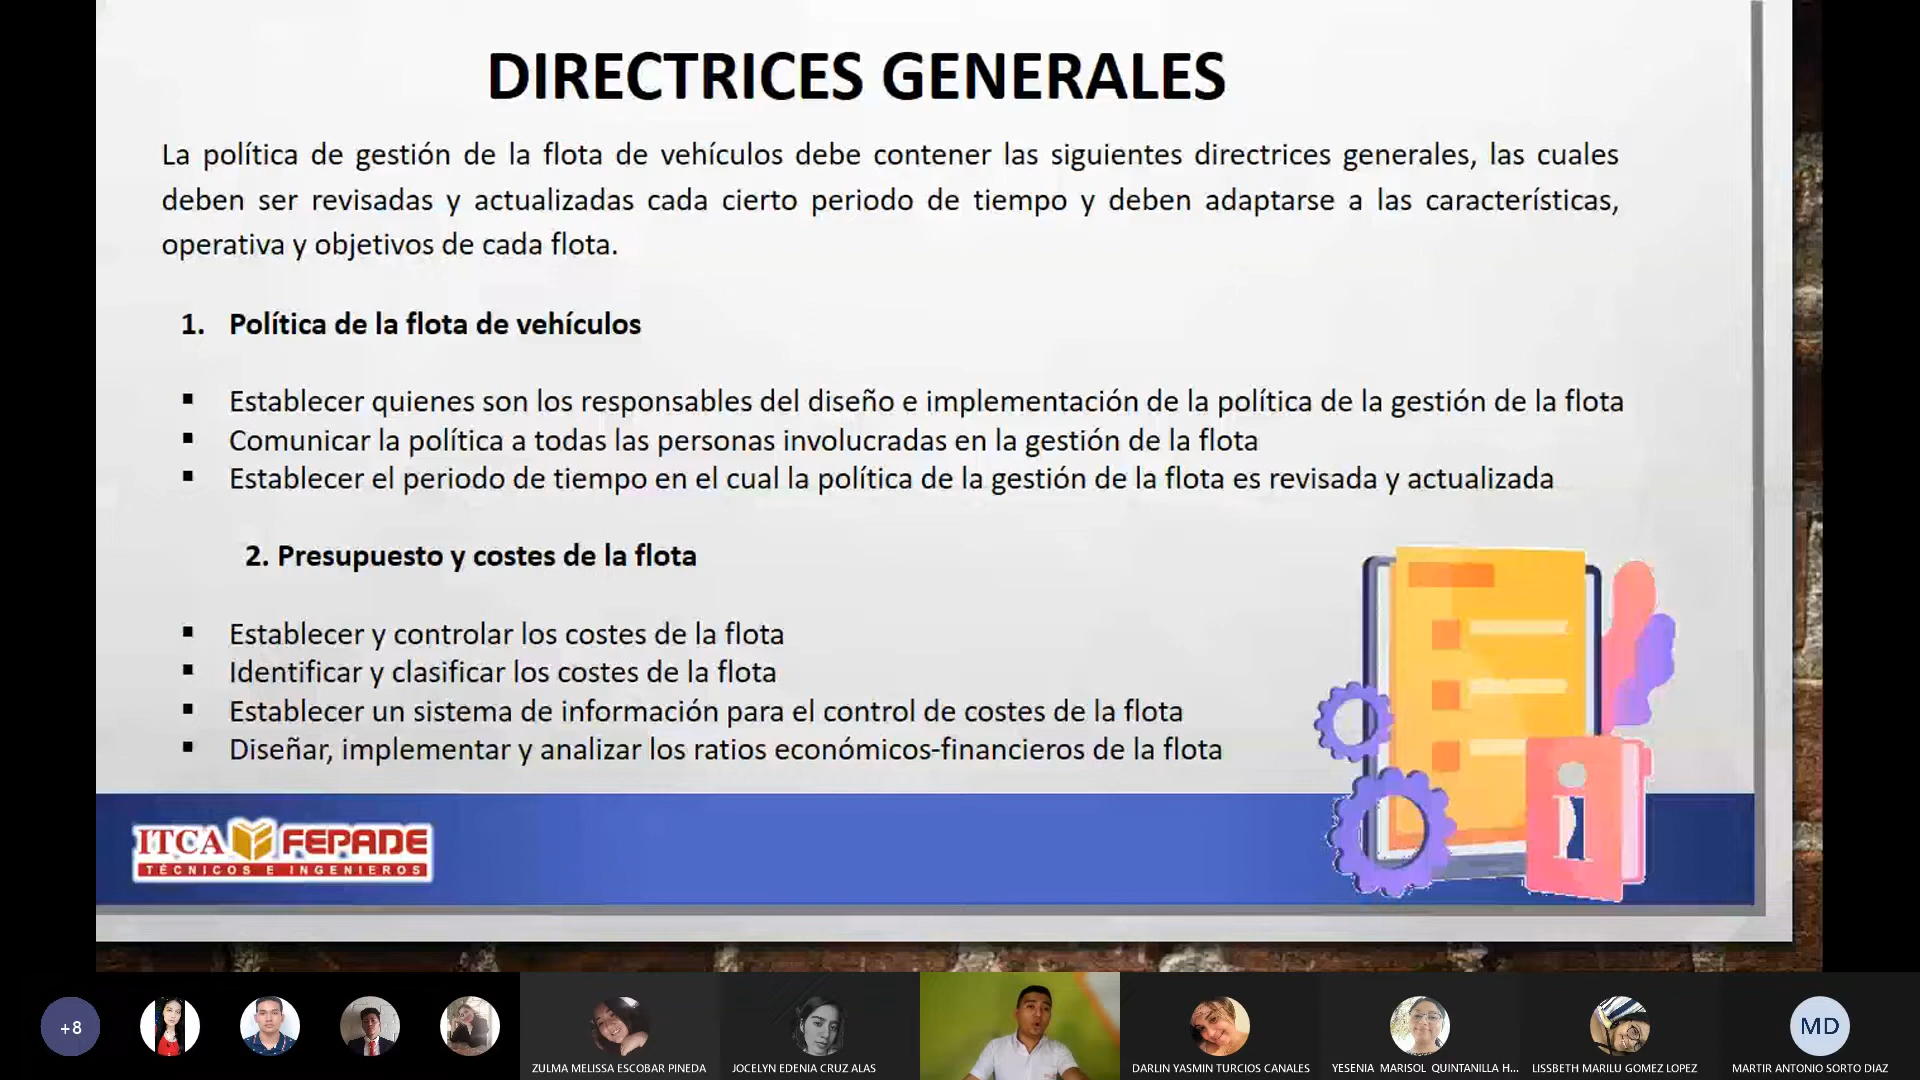 DIRECTRICES GENERALES
La política de gestión de la flota de vehículos debe contener las siguientes directrices generales, las cuales
deben ser revisadas y actualizadas cada cierto periodo de tiempo y deben adaptarse a las características,
operativa y objetivos de cada flota.
1. Política de la flota de vehículos
▪ Establecer quienes son los responsables del diseño e implementación de la política de la gestión de la flota
▪ Comunicar la política a todas las personas involucradas en la gestión de la flota
▪ Establecer el periodo de tiempo en el cual la política de la gestión de la flota es revisada y actualizada
2. Presupuesto y costes de la flota
▪ Establecer y controlar los costes de la flota
▪ Identificar y clasificar los costes de la flota
▪ Establecer un sistema de información para el control de costes de la flota
▪ Diseñar, implementar y analizar los ratios económicos-financieros de la flota
ITCA FEPADE
TÉCNICOS E INGENIEROS
i
+8
MD
ZULMA MELISSA ESCOBAR PINEDA
JOCELYN EDENIA CRUZ ALAS
DARLIN YASMIN TURCIOS CANALES
YESENIA MARISOL QUINTANILLA H...
LISSBETH MARILU GOMEZ LOPEZ
MARTIR ANTONIO SORTO DIAZ